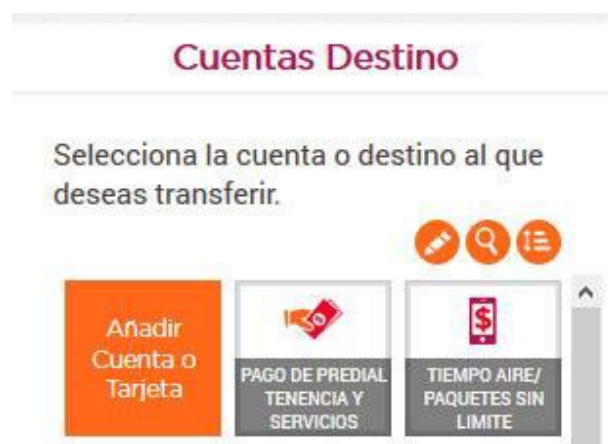 Cuentas Destino
Selecciona la cuenta o destino al que
deseas transferir.
Añadir
Cuenta o
Tarjeta
PAGO DE PREDIAL
TENENCIA Y
SERVICIOS
$
TIEMPO AIRE/
PAQUETES SIN
LIMITE